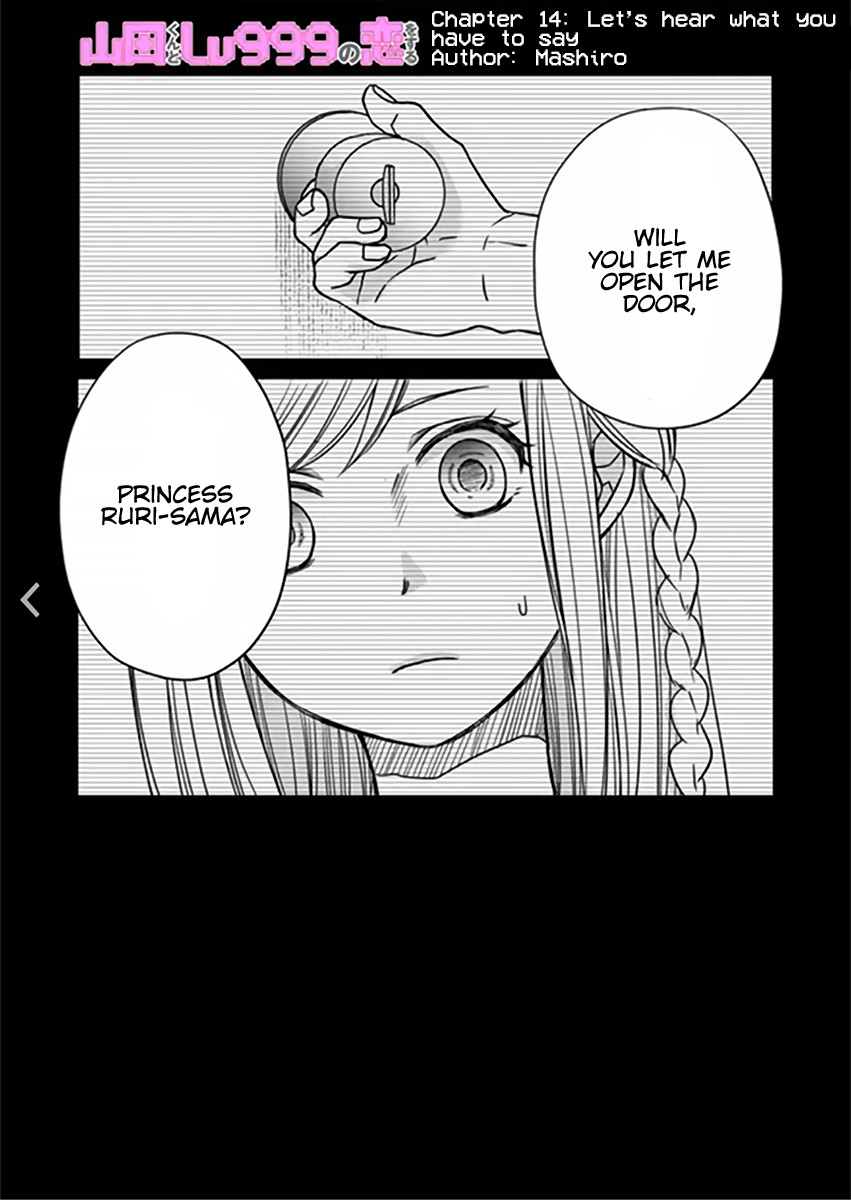 山田くんとLv999の恋をする
Chapter 14: Let's hear what you
have to say
Author: Mashiro
WILL
YOU LET ME
OPEN THE
DOOR,
PRINCESS
RURI-SAMA?